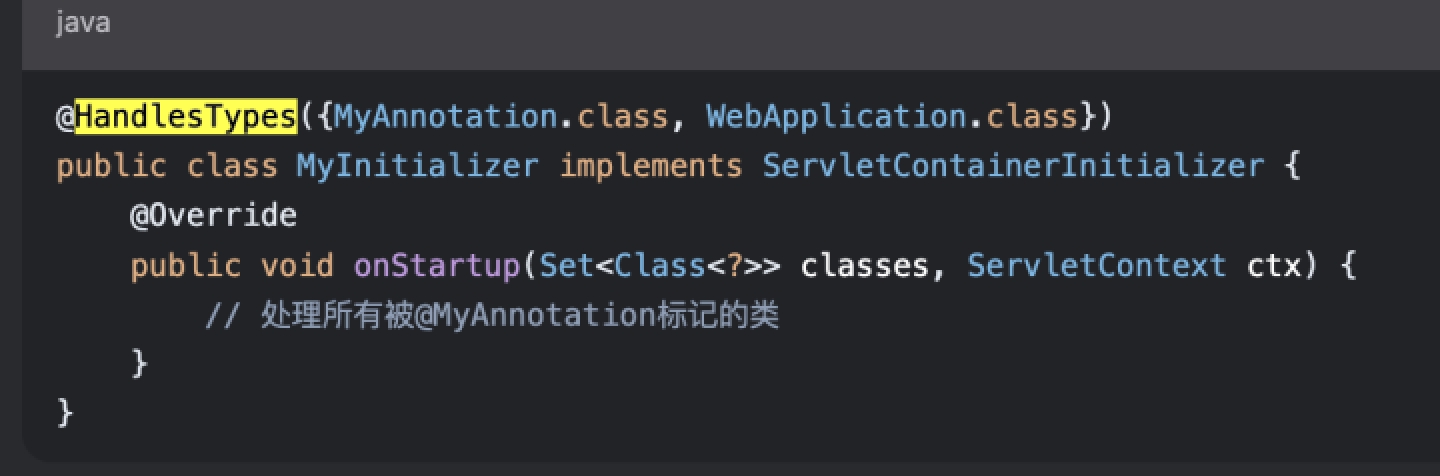 java
@HandlesTypes({MyAnnotation.class, WebApplication.class})
public class MyInitializer implements ServletContainerInitializer {
    @Override
    public void onStartup(Set<Class<?>> classes, ServletContext ctx) {
        // 处理所有被@MyAnnotation标记的类
    }
}